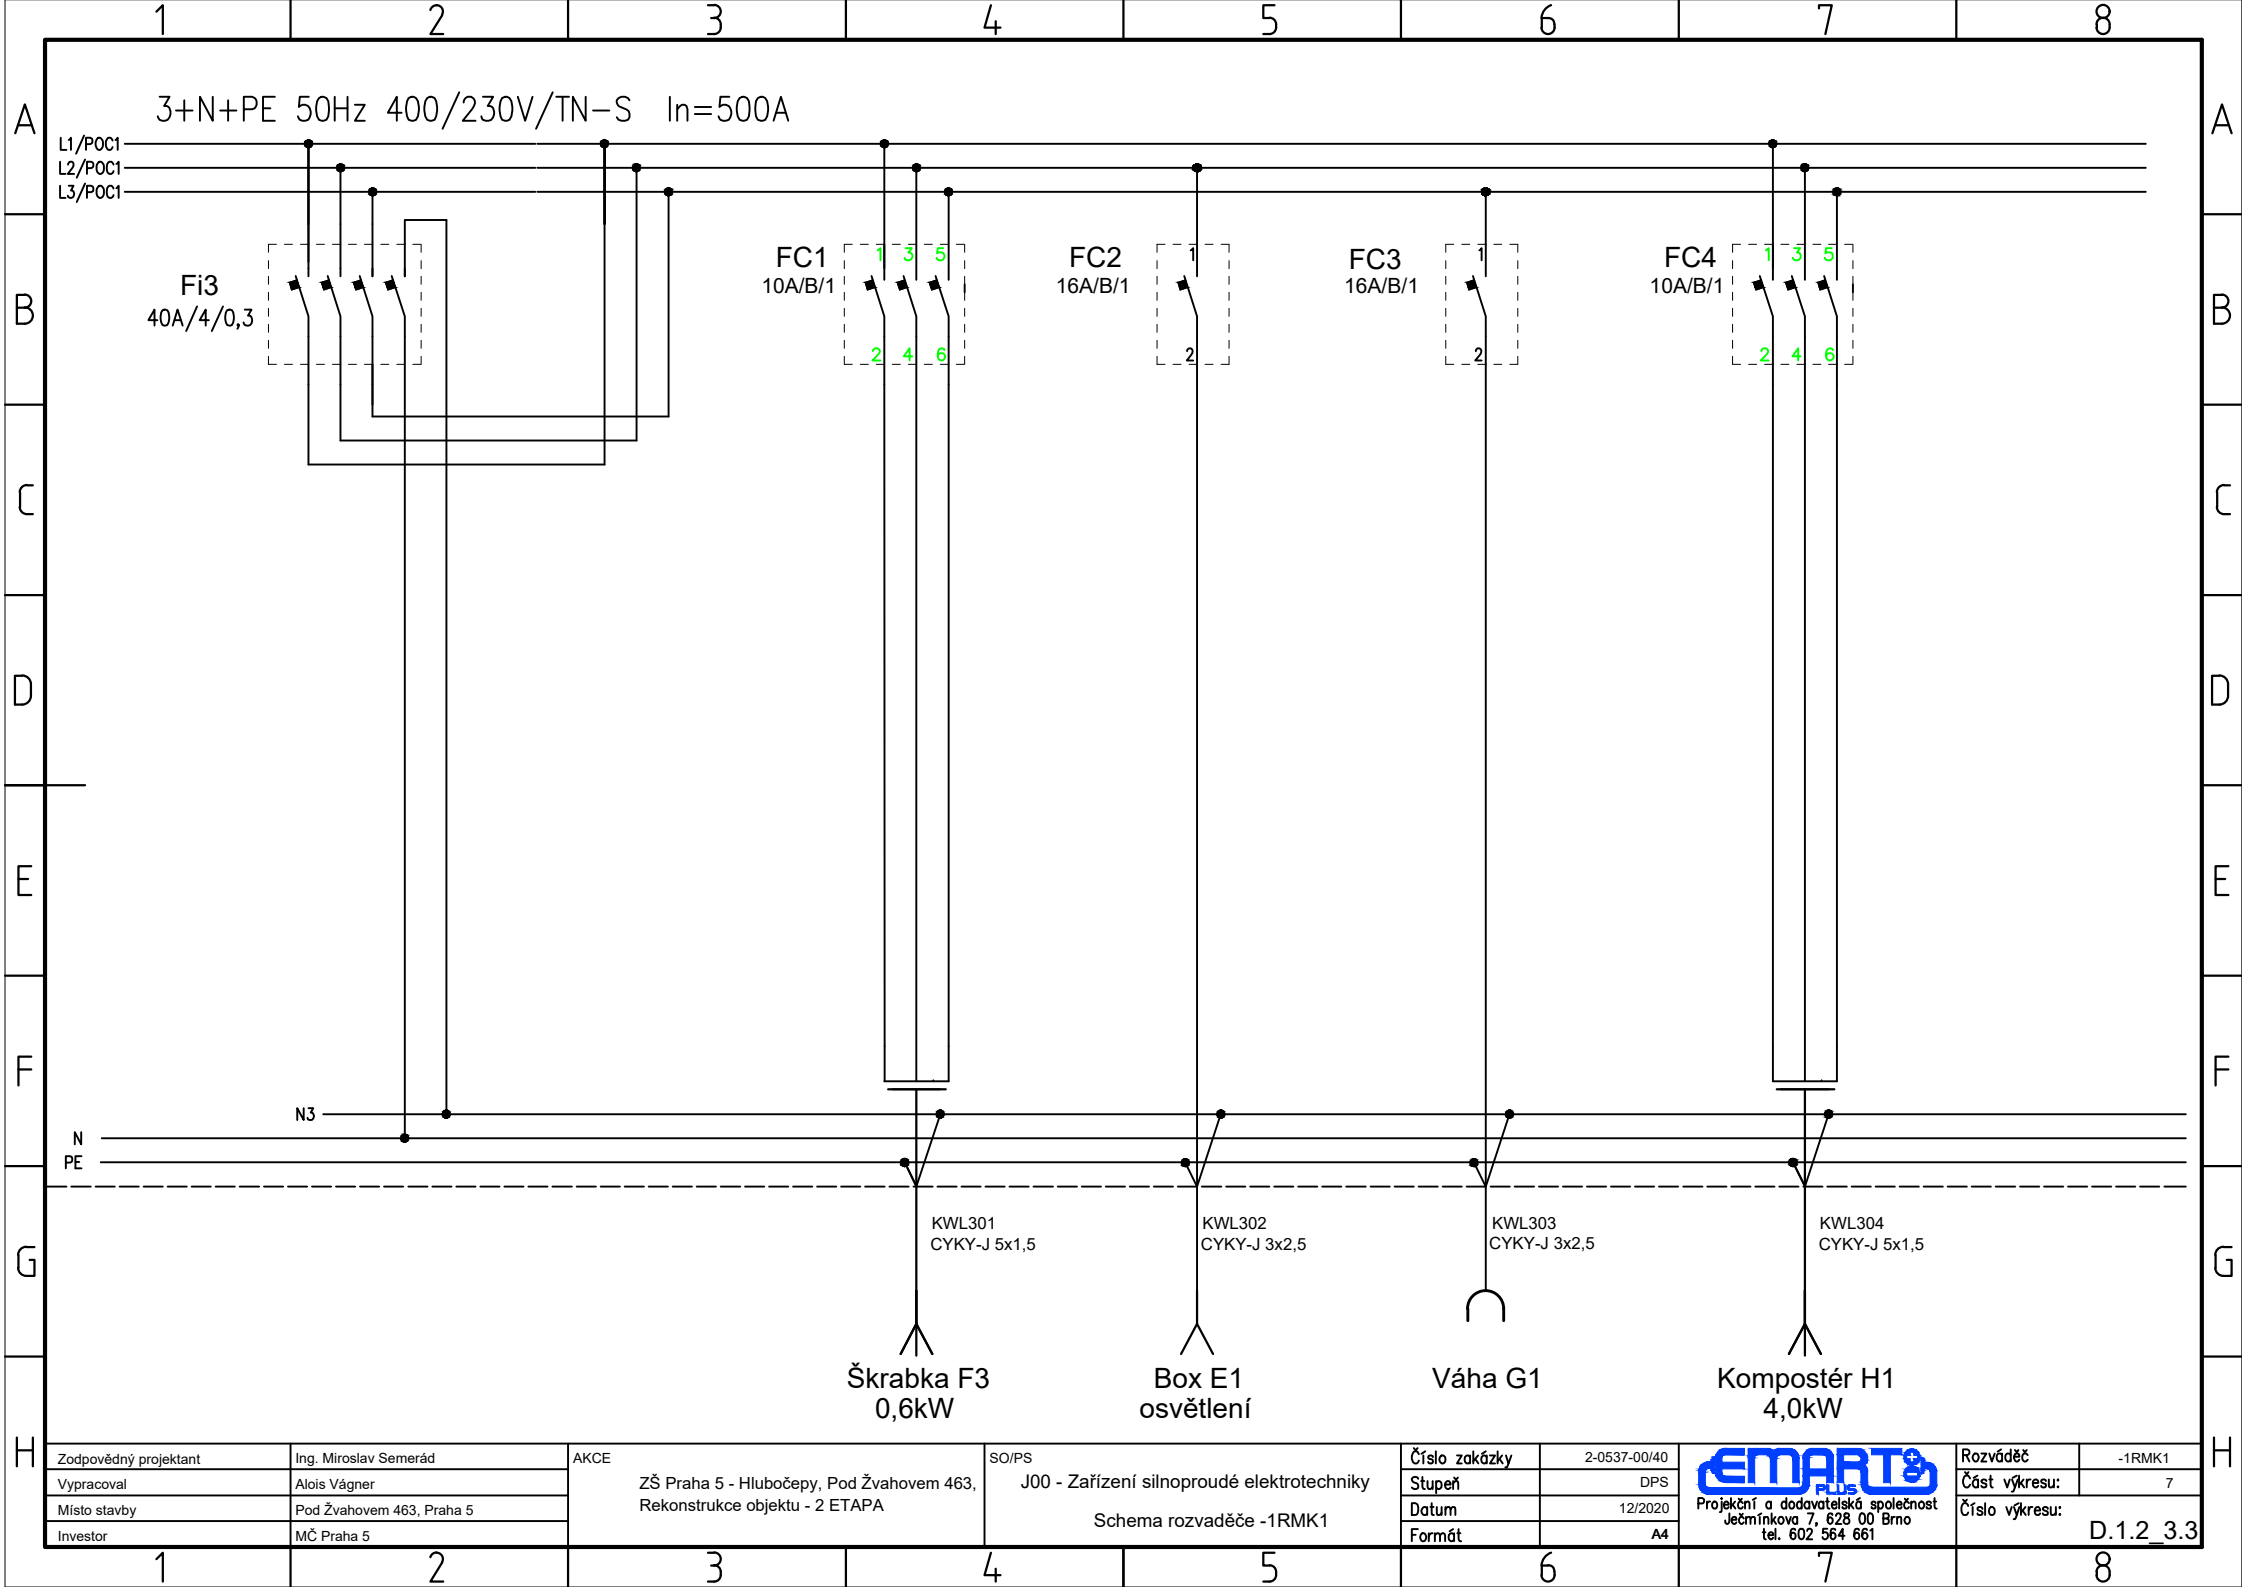 1 2 3 4 5 6 7 8
A A
3+N+PE 50Hz 400/230V/TN-S In=500A
L1/POC1
L2/POC1
L3/POC1
B B
Fi3
40A/4/0,3
FC1
10A/B/1
1 3 5
2 4 6
FC2
16A/B/1
1
2
FC3
16A/B/1
1
2
FC4
10A/B/1
1 3 5
2 4 6
C C
D D
E E
F F
N3
N
PE
G G
KWL301
CYKY-J 5x1,5
KWL302
CYKY-J 3x2,5
KWL303
CYKY-J 3x2,5
KWL304
CYKY-J 5x1,5
Škrabka F3
0,6kW
Box E1
osvětlení
Váha G1
Kompostér H1
4,0kW
H H
Zodpovědný projektant Ing. Miroslav Semerád
Vypracoval Alois Vágner
Místo stavby Pod Žvahovem 463, Praha 5
Investor MČ Praha 5
AKCE
ZŠ Praha 5 - Hlubočepy, Pod Žvahovem 463,
Rekonstrukce objektu - 2 ETAPA
SO/PS
J00 - Zařízení silnoproudé elektrotechniky
Schema rozvaděče -1RMK1
Číslo zakázky 2-0537-00/40
Stupeň DPS
Datum 12/2020
Formát A4
EMART
PLUS
Projekční a dodavatelská společnost
Ječmínkova 7, 628 00 Brno
tel. 602 564 661
Rozváděč -1RMK1
Část výkresu: 7
Číslo výkresu:
D.1.2_3.3
1 2 3 4 5 6 7 8